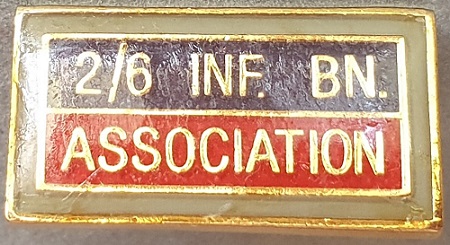 2/6 INF. BN.
ASSOCIATION